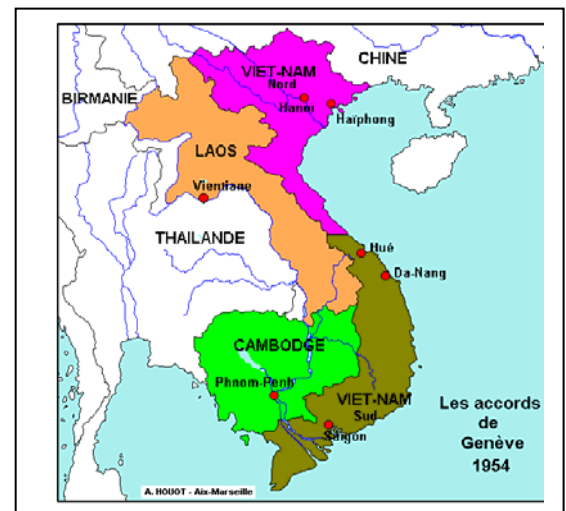 CHINE
VIET-NAM
Nord
Hanoi
BIRMANIE
Haïphong
LAOS
Vientiane
THAILANDE
Hué
Da-Nang
CAMBODGE
Phnom-Penh
VIET-NAM
Sud
Saïgon
Les accords
de
Genève
1954
A. HOUOT - Aix-Marseille